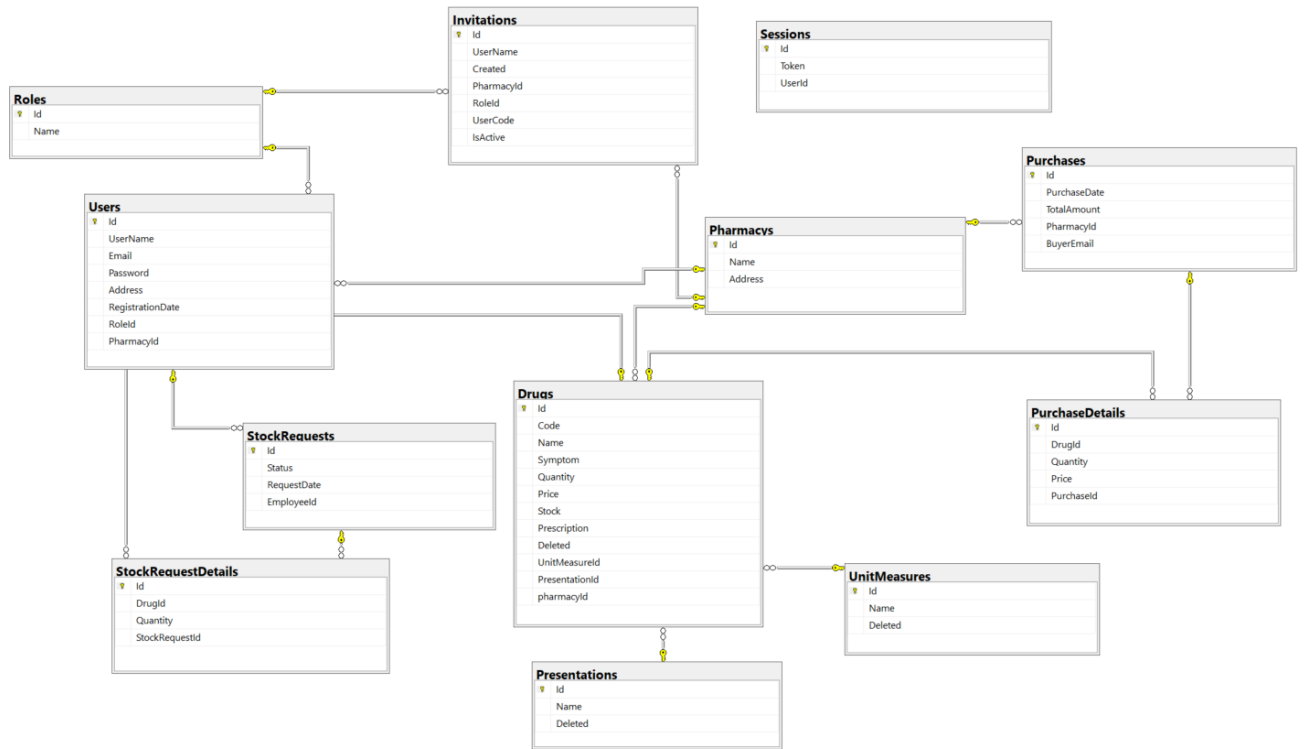 Invitations
Id
UserName
Created
PharmacyId
RoleId
UserCode
IsActive
Sessions
Id
Token
UserId
Roles
Id
Name
Purchases
Id
PurchaseDate
TotalAmount
PharmacyId
BuyerEmail
Users
Id
UserName
Email
Password
Address
RegistrationDate
RoleId
PharmacyId
Pharmacys
Id
Name
Address
Drugs
Id
Code
Name
Symptom
Quantity
Price
Stock
Prescription
Deleted
UnitMeasureId
PresentationId
pharmacyId
PurchaseDetails
Id
DrugId
Quantity
Price
PurchaseId
StockRequests
Id
Status
RequestDate
EmployeeId
StockRequestDetails
Id
DrugId
Quantity
StockRequestId
UnitMeasures
Id
Name
Deleted
Presentations
Id
Name
Deleted